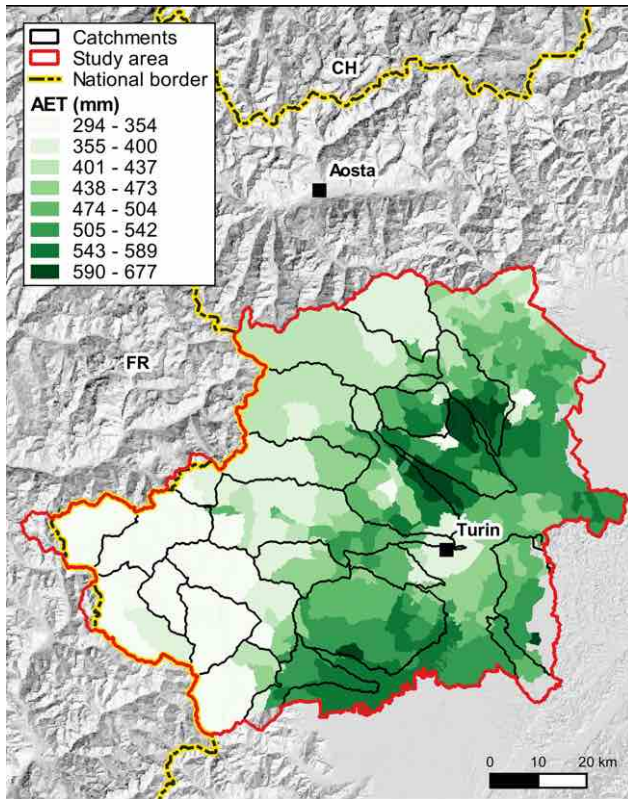 Catchments
Study area
National border
AET (mm)
294 - 354
355 - 400
401 - 437
438 - 473
474 - 504
505 - 542
543 - 589
590 - 677
CH
Aosta
FR
Turin
0 10 20 km